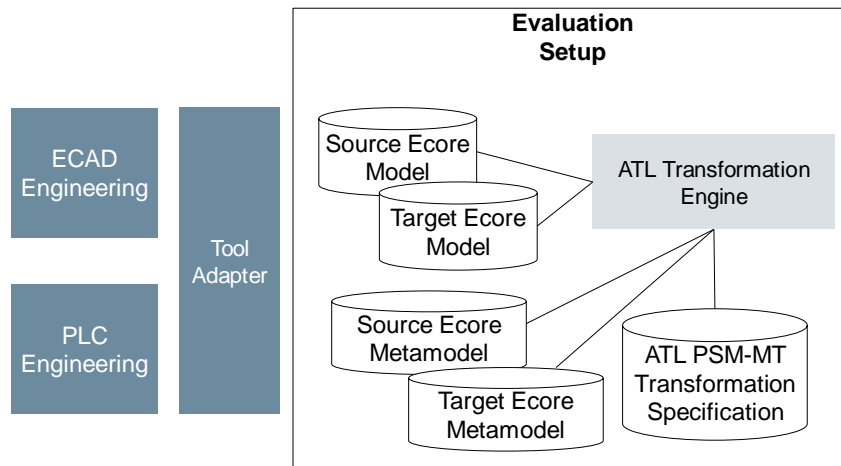 Evaluation
Setup
ECAD
Engineering
PLC
Engineering
Tool
Adapter
Source Ecore
Model
Target Ecore
Model
ATL Transformation
Engine
Source Ecore
Metamodel
Target Ecore
Metamodel
ATL PSM-MT
Transformation
Specification